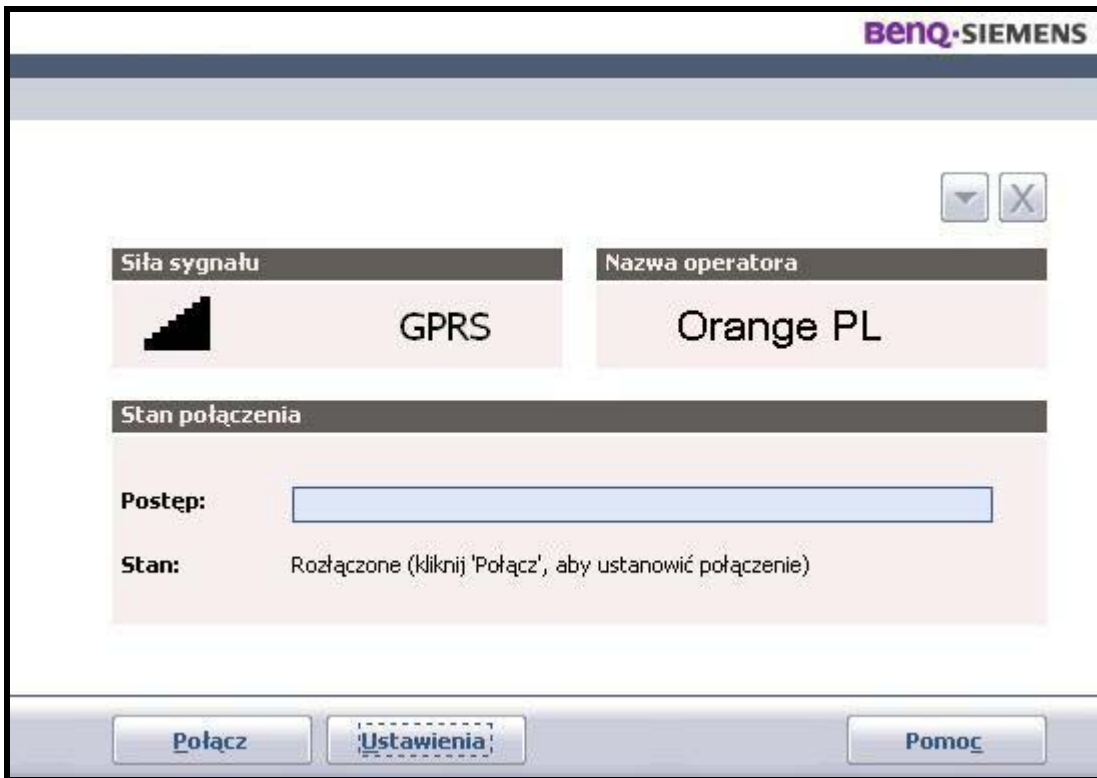 BenQ-SIEMENS
X
Siła sygnału
Nazwa operatora
GPRS
Orange PL
Stan połączenia
Postęp:
Stan: Rozłączone (kliknij 'Połącz', aby ustanowić połączenie)
Połącz
Ustawienia
Pomoc